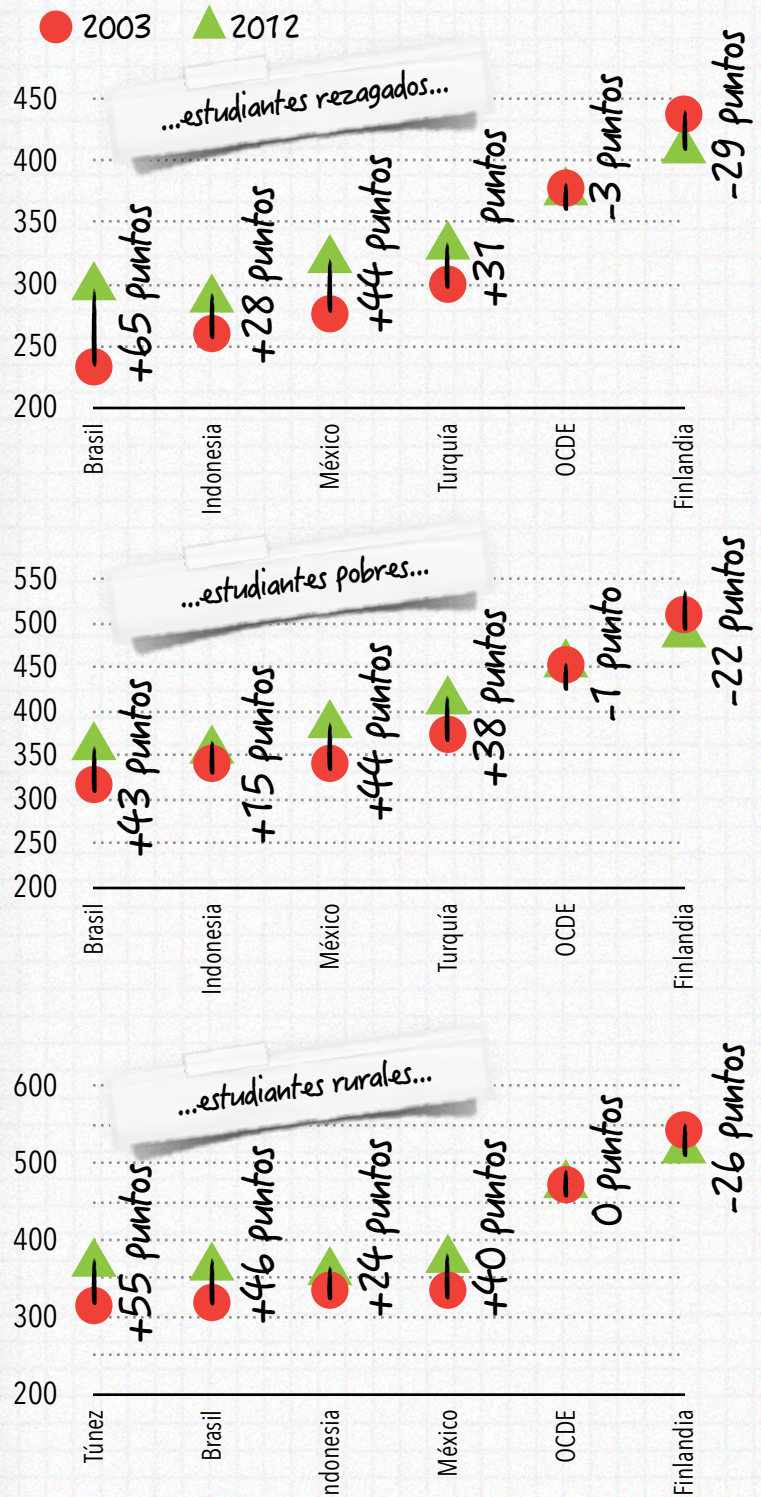 2003 2012
...estudiantes rezagados...
450
400
350
300
250
200
+65 puntos
+28 puntos
+44 puntos
+31 puntos
-3 puntos
-29 puntos
Brasil
Indonesia
México
Turquía
OCDE
Finlandia
...estudiantes pobres...
550
500
450
400
350
300
250
200
+43 puntos
+15 puntos
+44 puntos
+38 puntos
-1 punto
-22 puntos
Brasil
Indonesia
México
Turquía
OCDE
Finlandia
...estudiantes rurales...
600
500
400
300
200
+55 puntos
+46 puntos
+24 puntos
+40 puntos
0 puntos
-26 puntos
Túnez
Brasil
Indonesia
México
OCDE
Finlandia